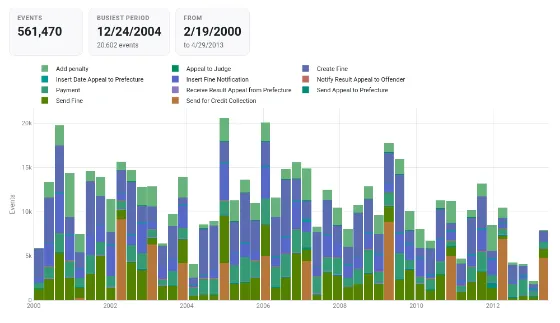 EVENTS
561,470
BUSIEST PERIOD
12/24/2004
20,602 events
FROM
2/19/2000
to 4/29/2013
Add penalty
Appeal to Judge
Create Fine
Insert Date Appeal to Prefecture
Insert Fine Notification
Notify Result Appeal to Offender
Payment
Receive Result Appeal from Prefecture
Send Appeal to Prefecture
Send Fine
Send for Credit Collection
20k
15k
10k
5k
0
Events
2000
2002
2004
2006
2008
2010
2012